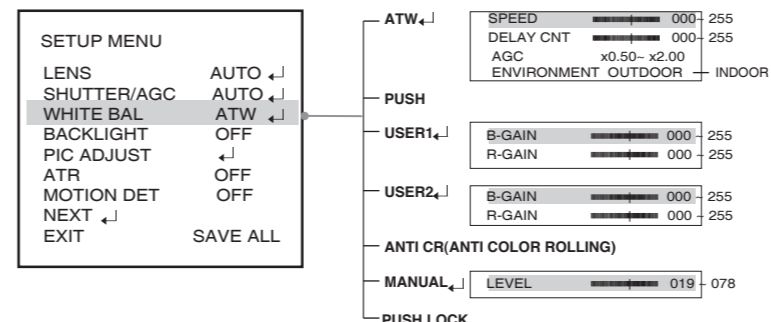 SETUP MENU
LENS AUTO ↵
SHUTTER/AGC AUTO ↵
WHITE BAL ATW ↵
BACKLIGHT OFF
PIC ADJUST ↵
ATR OFF
MOTION DET OFF
NEXT ↵
EXIT SAVE ALL
ATW↵
SPEED 000 - 255
DELAY CNT 000 - 255
AGC x0.50~ x2.00
ENVIRONMENT OUTDOOR — INDOOR
PUSH
USER1↵
B-GAIN 000 - 255
R-GAIN 000 - 255
USER2↵
B-GAIN 000 - 255
R-GAIN 000 - 255
ANTI CR(ANTI COLOR ROLLING)
MANUAL↵
LEVEL 019 - 078
PUSH LOCK